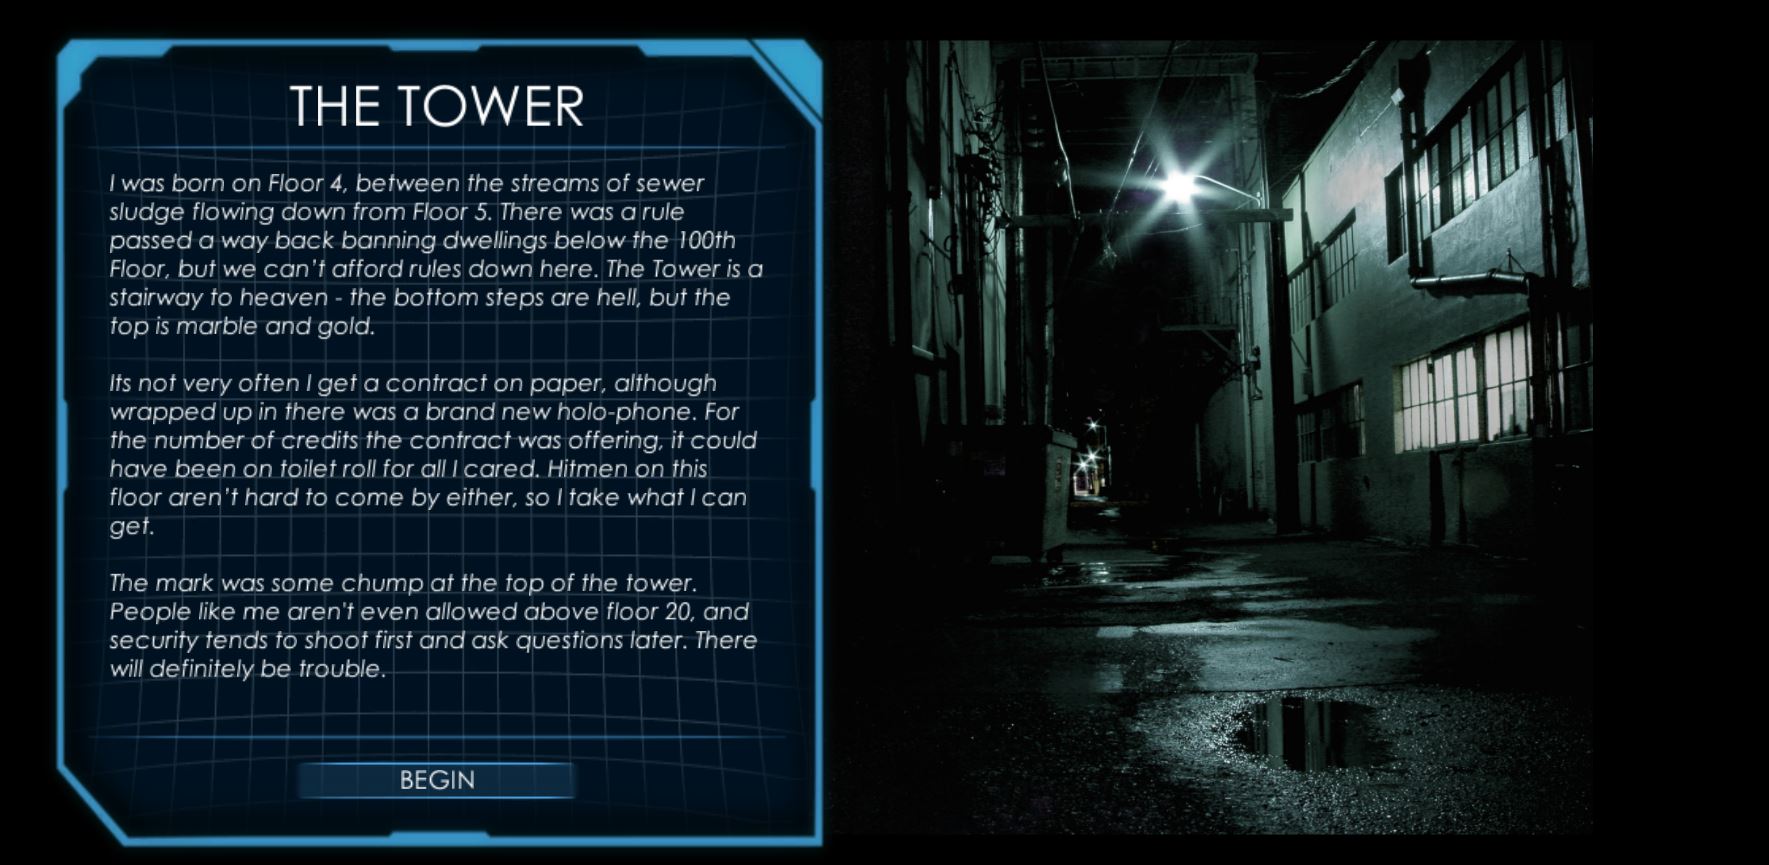 THE TOWER
I was born on Floor 4, between the streams of sewer
sludge flowing down from Floor 5. There was a rule
passed a way back banning dwellings below the 100th
Floor, but we can't afford rules down here. The Tower is a
stairway to heaven - the bottom steps are hell, but the
top is marble and gold.
Its not very often I get a contract on paper, although
wrapped up in there was a brand new holo-phone. For
the number of credits the contract was offering, it could
have been on toilet roll for all I cared. Hitmen on this
floor aren't hard to come by either, so I take what I can
get.
The mark was some chump at the top of the tower.
People like me aren't even allowed above floor 20, and
security tends to shoot first and ask questions later. There
will definitely be trouble.
BEGIN